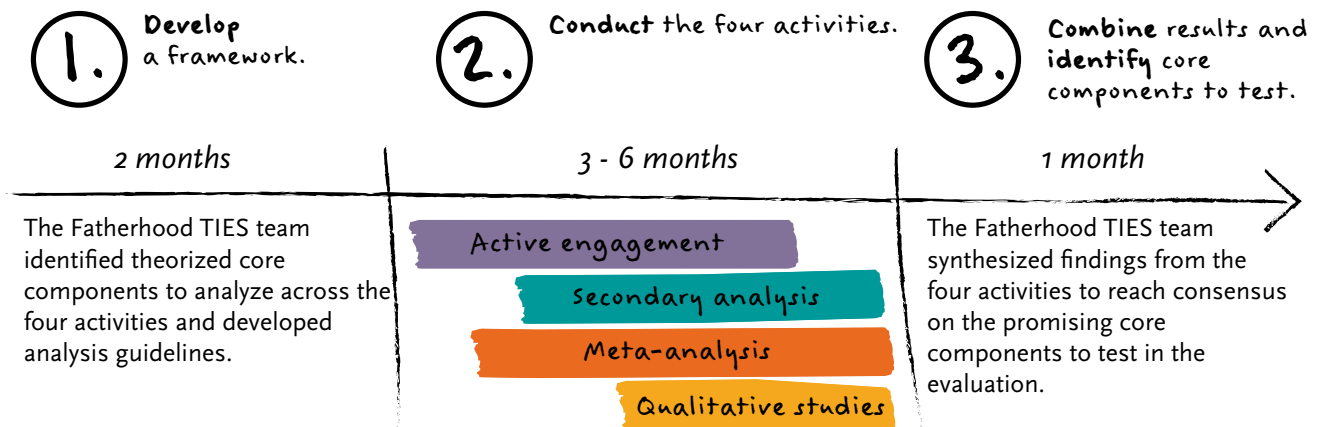 1.
Develop
a framework.
2.
Conduct the four activities.
3.
Combine results and
identify core
components to test.
2 months
3 - 6 months
1 month
The Fatherhood TIES team
identified theorized core
components to analyze across the
four activities and developed
analysis guidelines.
Active engagement
Secondary analysis
Meta-analysis
Qualitative studies
The Fatherhood TIES team
synthesized findings from the
four activities to reach consensus
on the promising core
components to test in the
evaluation.